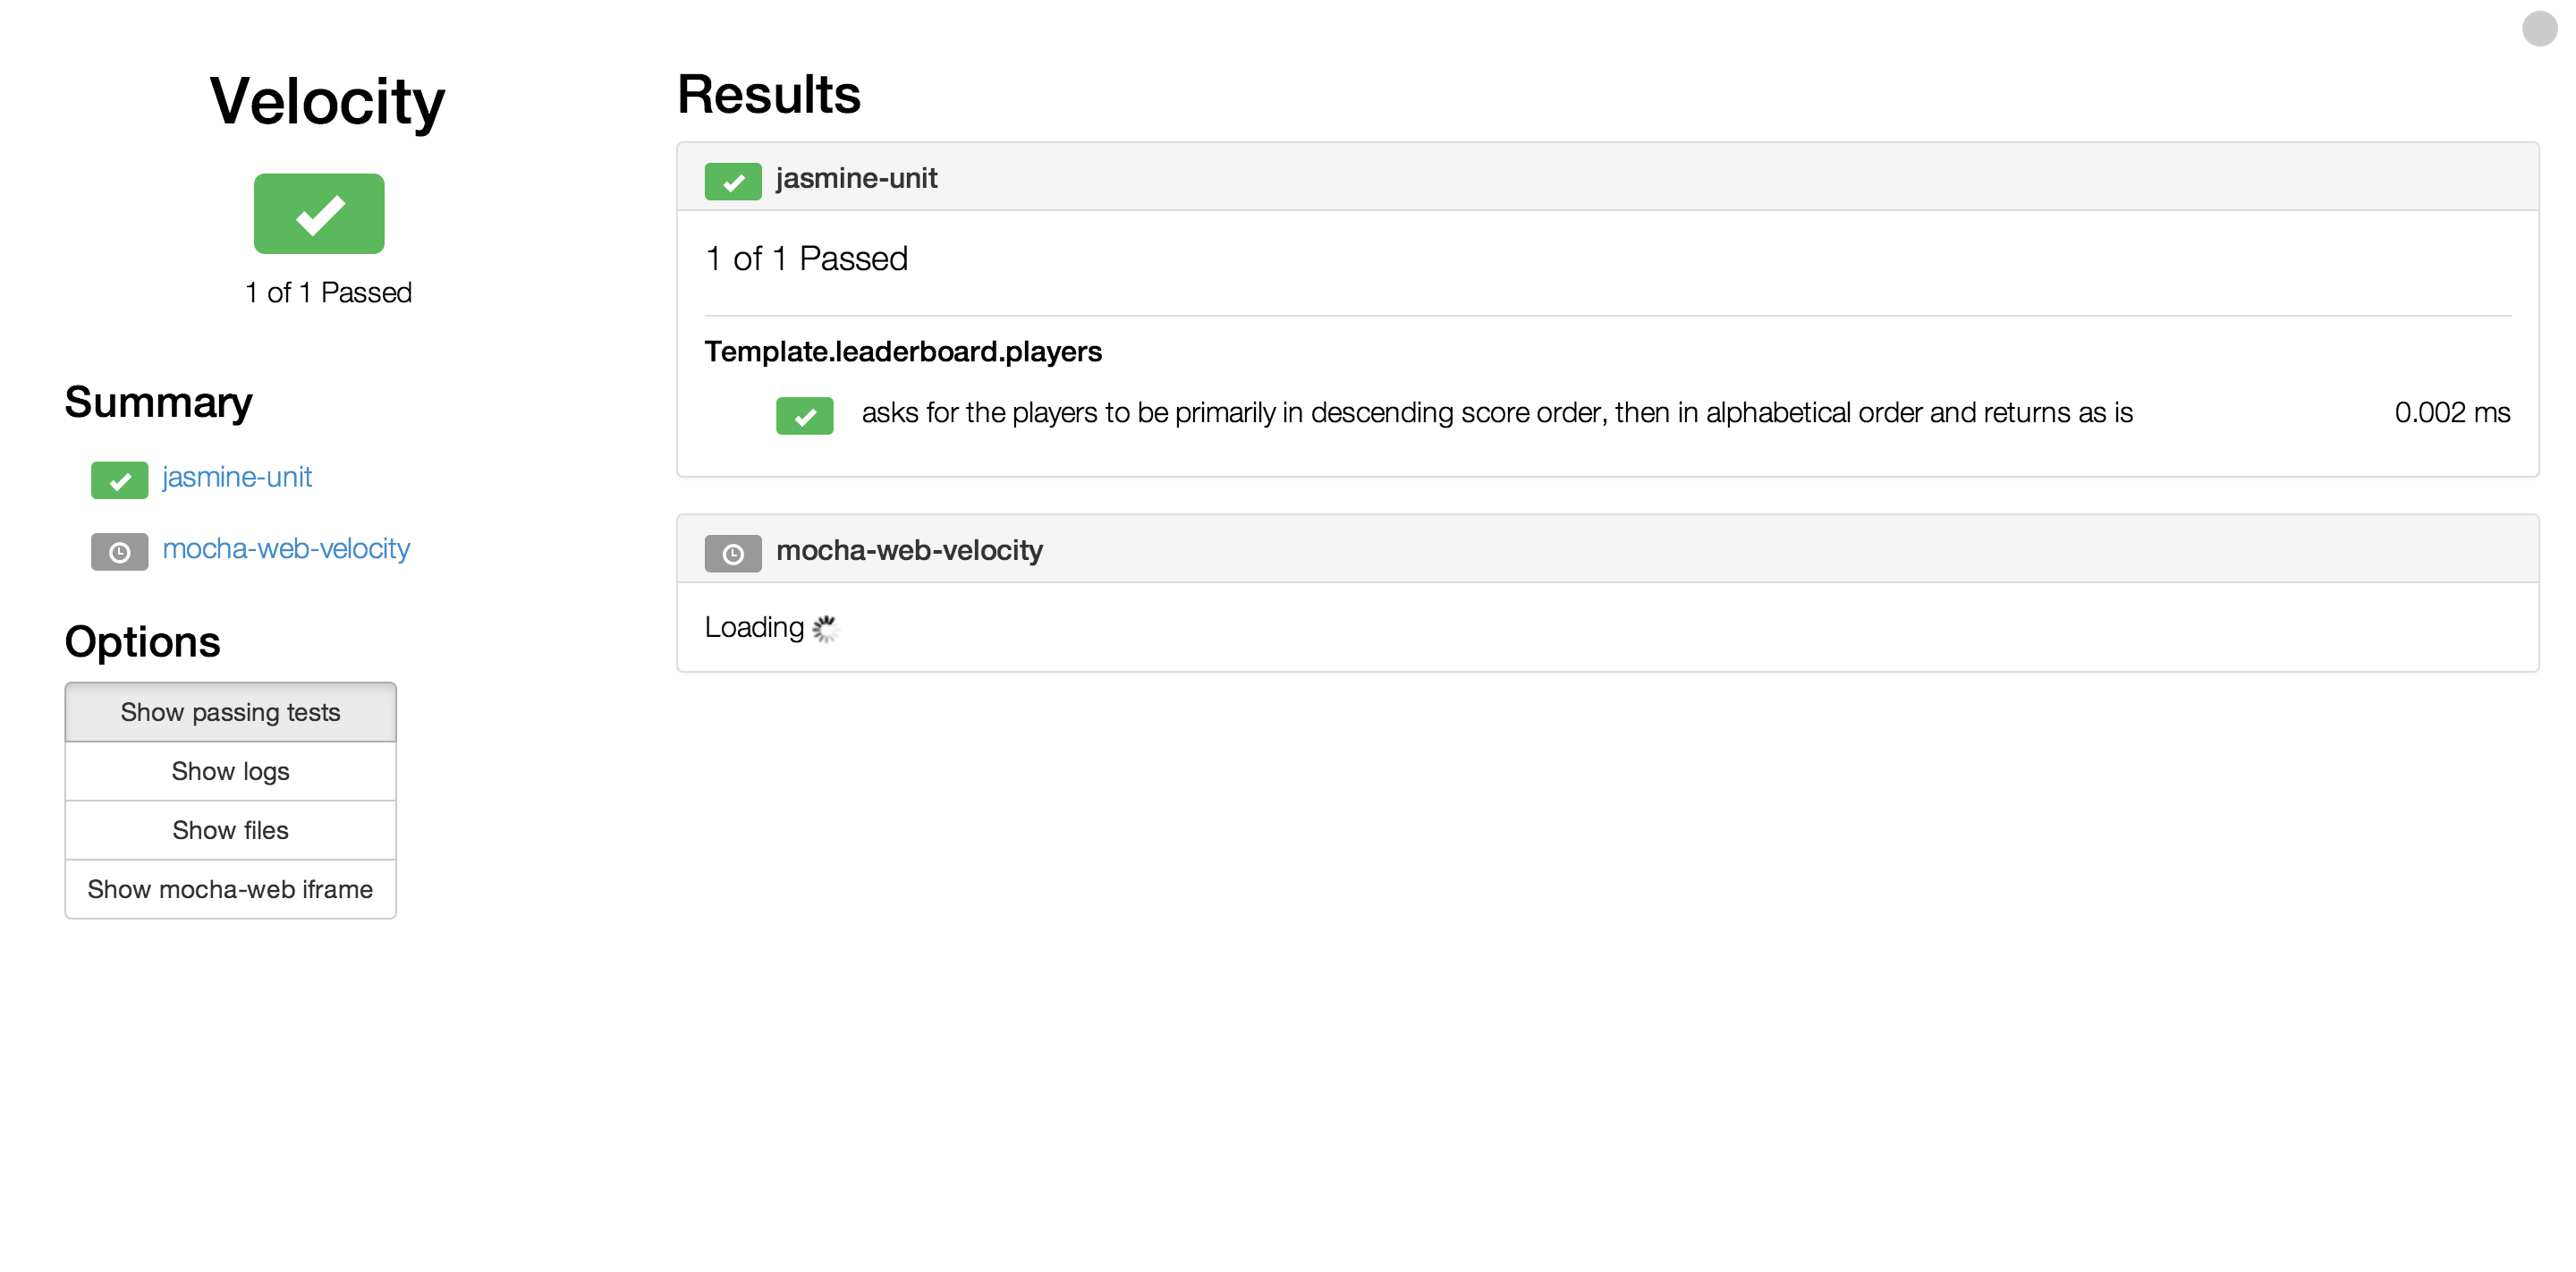 Velocity
1 of 1 Passed
Summary
jasmine-unit
mocha-web-velocity
Options
Show passing tests
Show logs
Show files
Show mocha-web iframe
Results
jasmine-unit
1 of 1 Passed
Template.leaderboard.players
asks for the players to be primarily in descending score order, then in alphabetical order and returns as is 0.002 ms
mocha-web-velocity
Loading